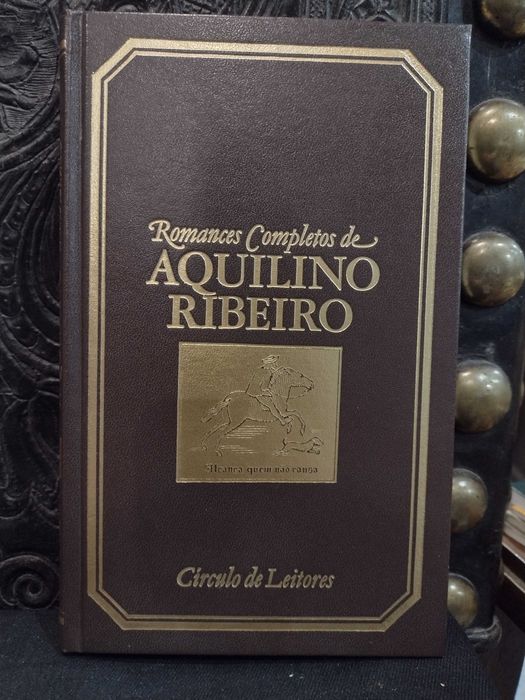 Romances Completos de
AQUILINO
RIBEIRO
Alcança quem não cansa
Círculo de Leitores